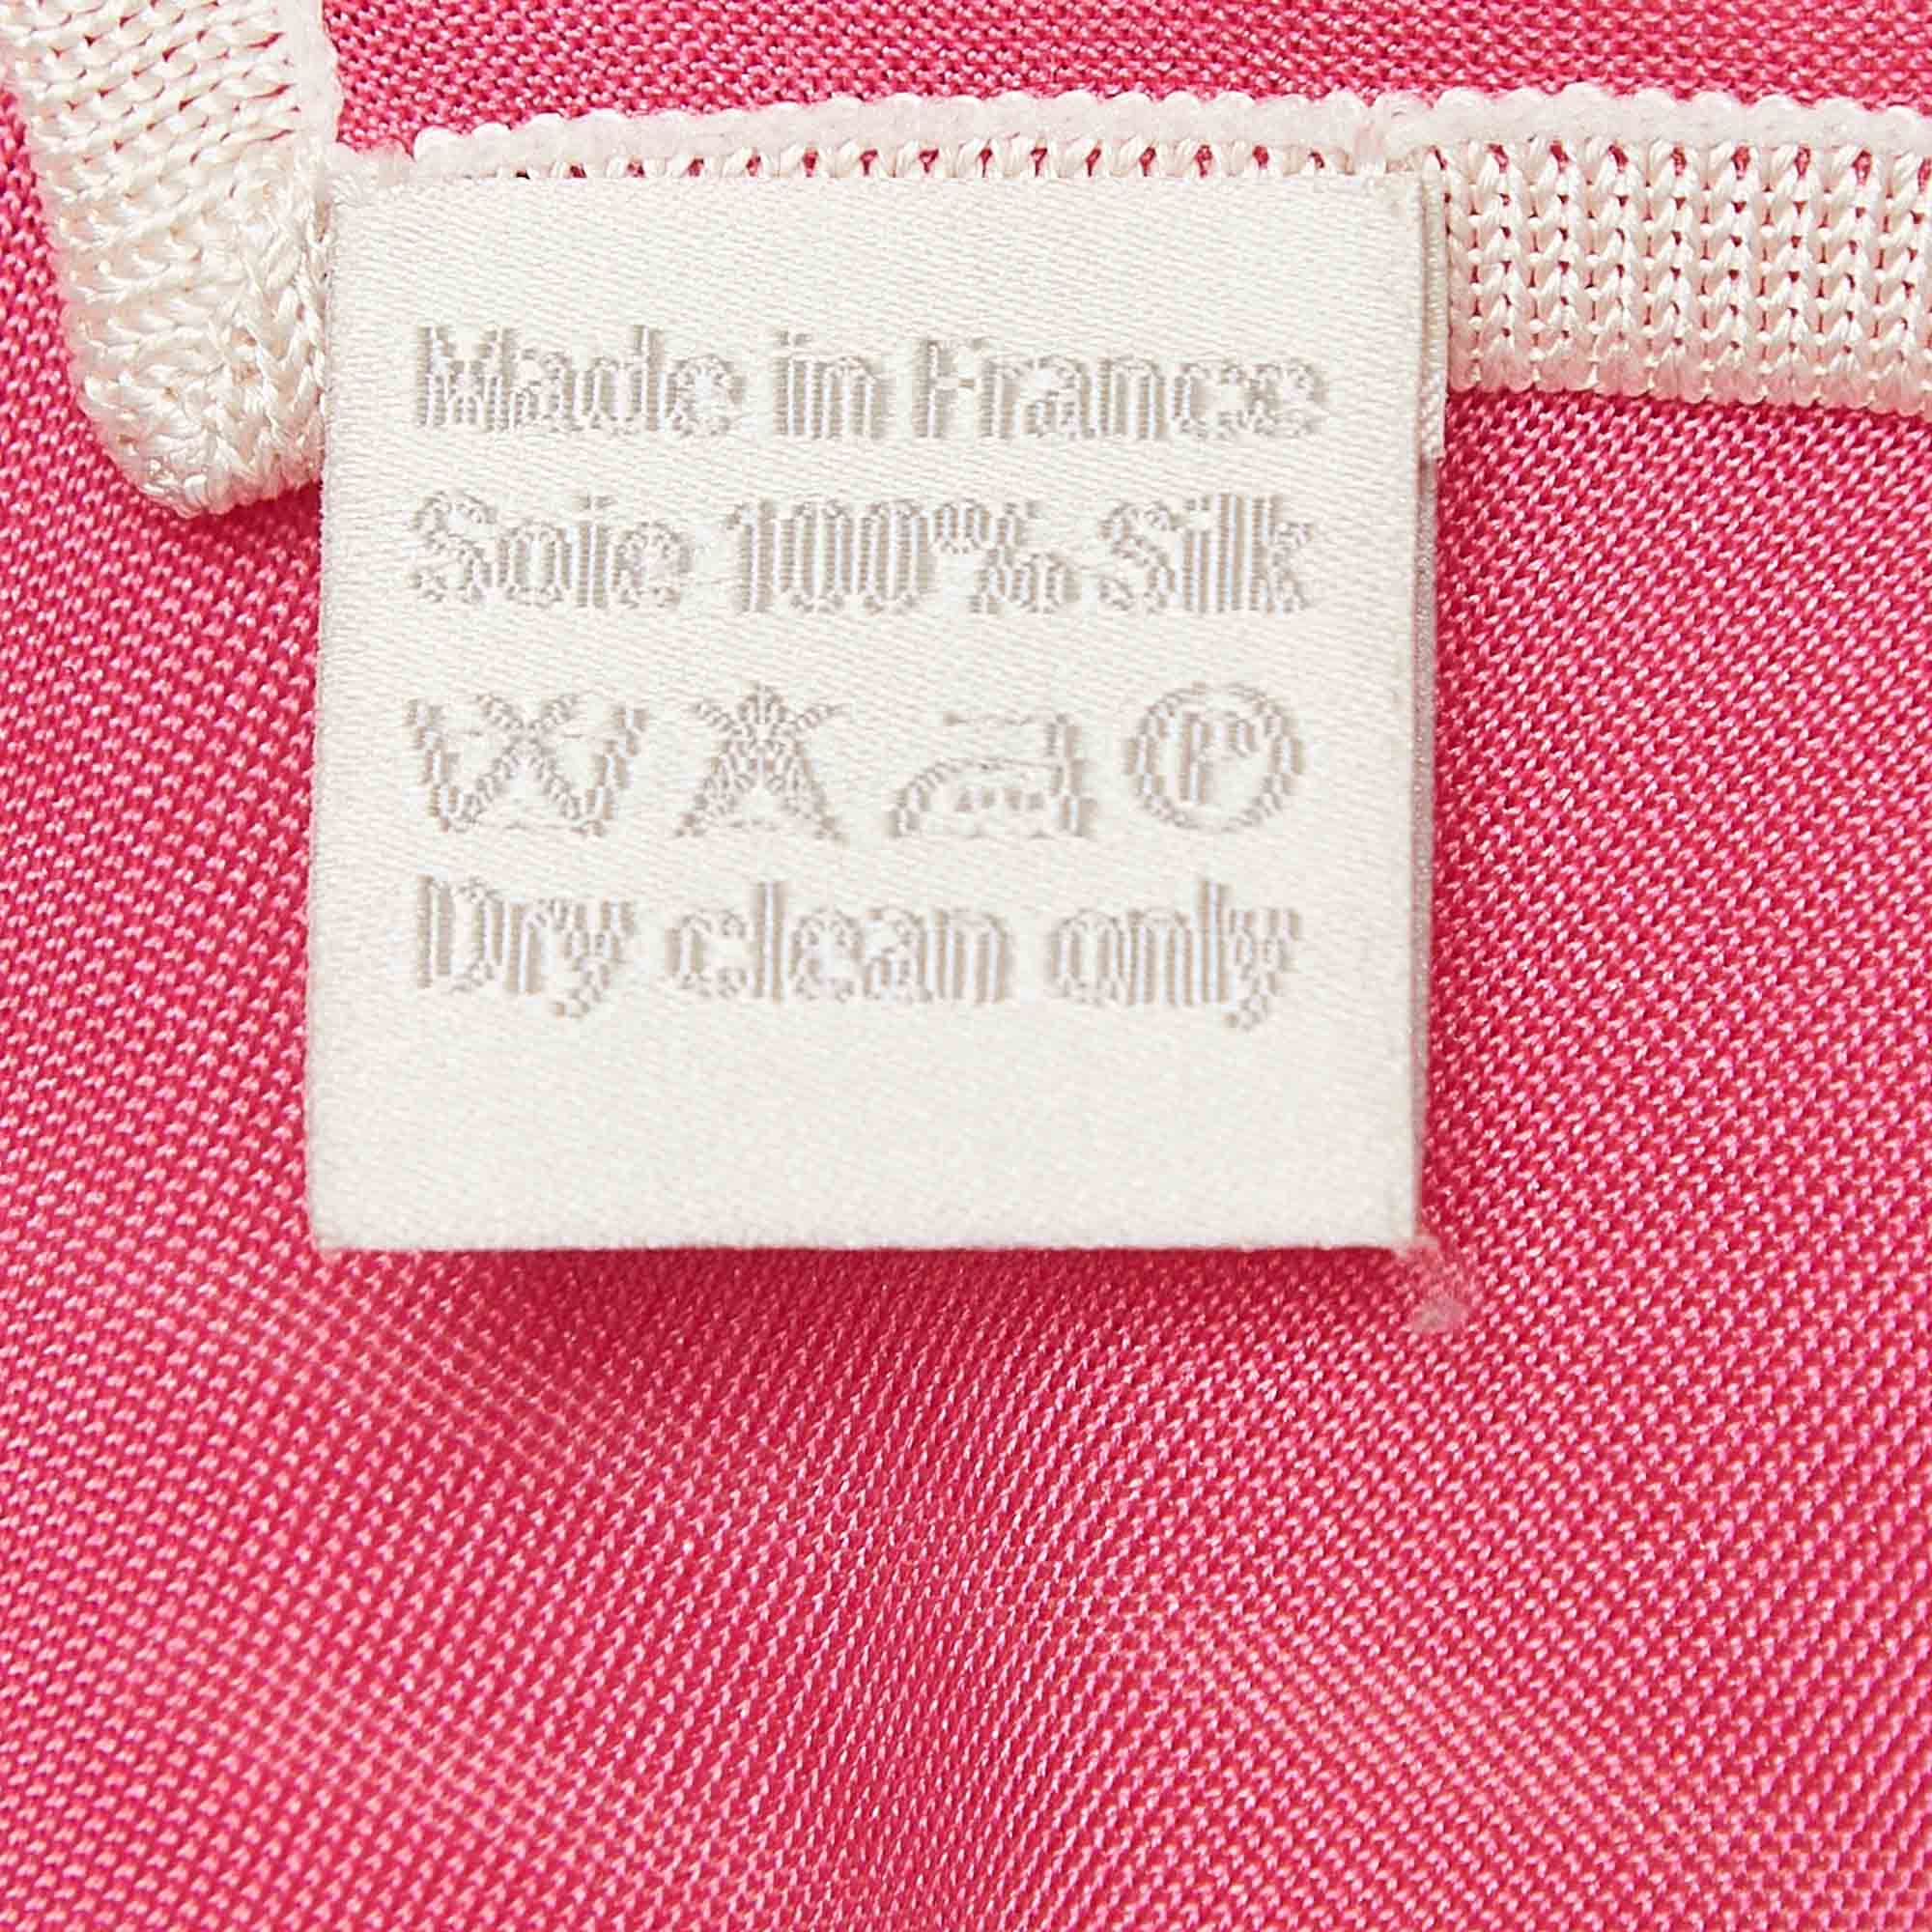 Made in France
Soie 100% Silk
P
Dry clean only